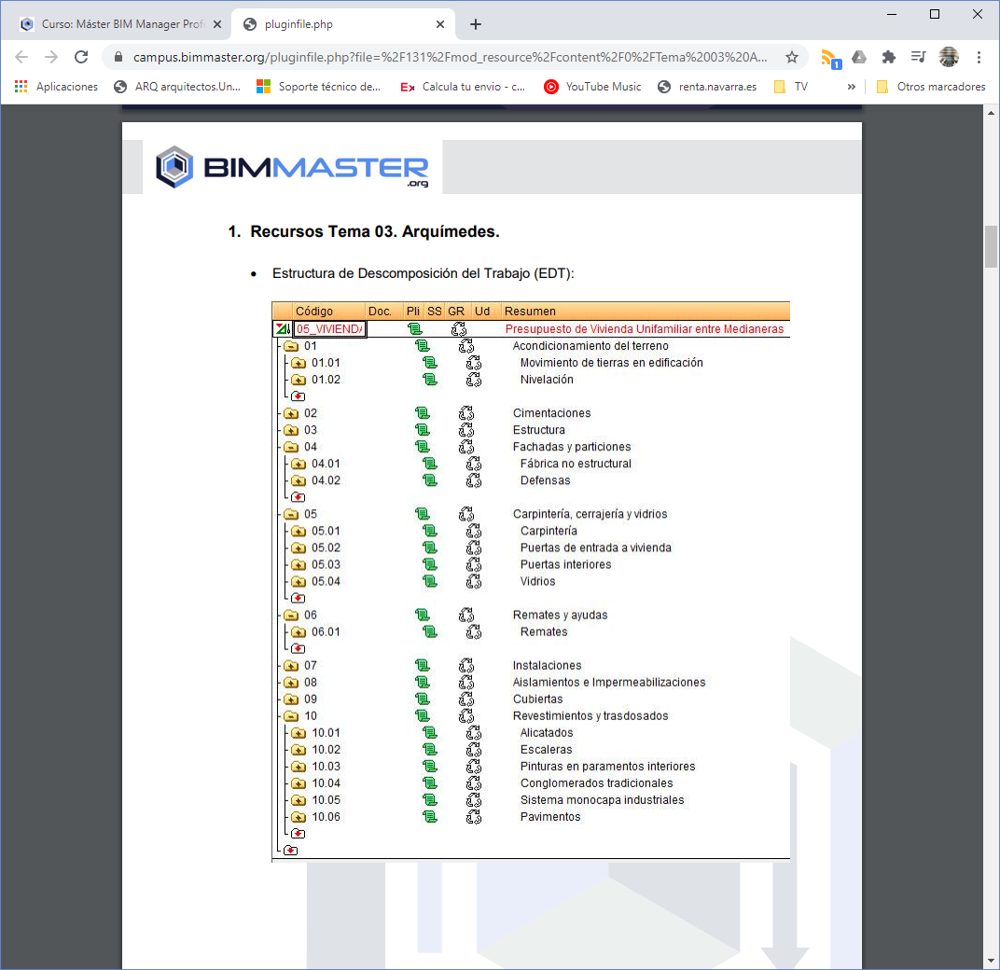 Curso: Máster BIM Manager Prof
pluginfile.php
campus.bimmaster.org/pluginfile.php?file=%2F131%2Fmod_resource%2Fcontent%2F0%2FTema%2003%20A...
1
Aplicaciones
ARQ arquitectos.Un...
Soporte técnico de...
Ex Calcula tu envio - c...
YouTube Music
renta.navarra.es
TV
»
Otros marcadores
BIMMASTER
.org
1. Recursos Tema 03. Arquímedes.
• Estructura de Descomposición del Trabajo (EDT):
Código Doc. Pli SS GR Ud Resumen
05_VIVIENDA Presupuesto de Vivienda Unifamiliar entre Medianeras
01 Acondicionamiento del terreno
01.01 Movimiento de tierras en edificación
01.02 Nivelación
02 Cimentaciones
03 Estructura
04 Fachadas y particiones
04.01 Fábrica no estructural
04.02 Defensas
05 Carpintería, cerrajería y vidrios
05.01 Carpintería
05.02 Puertas de entrada a vivienda
05.03 Puertas interiores
05.04 Vidrios
06 Remates y ayudas
06.01 Remates
07 Instalaciones
08 Aislamientos e Impermeabilizaciones
09 Cubiertas
10 Revestimientos y trasdosados
10.01 Alicatados
10.02 Escaleras
10.03 Pinturas en paramentos interiores
10.04 Conglomerados tradicionales
10.05 Sistema monocapa industriales
10.06 Pavimentos